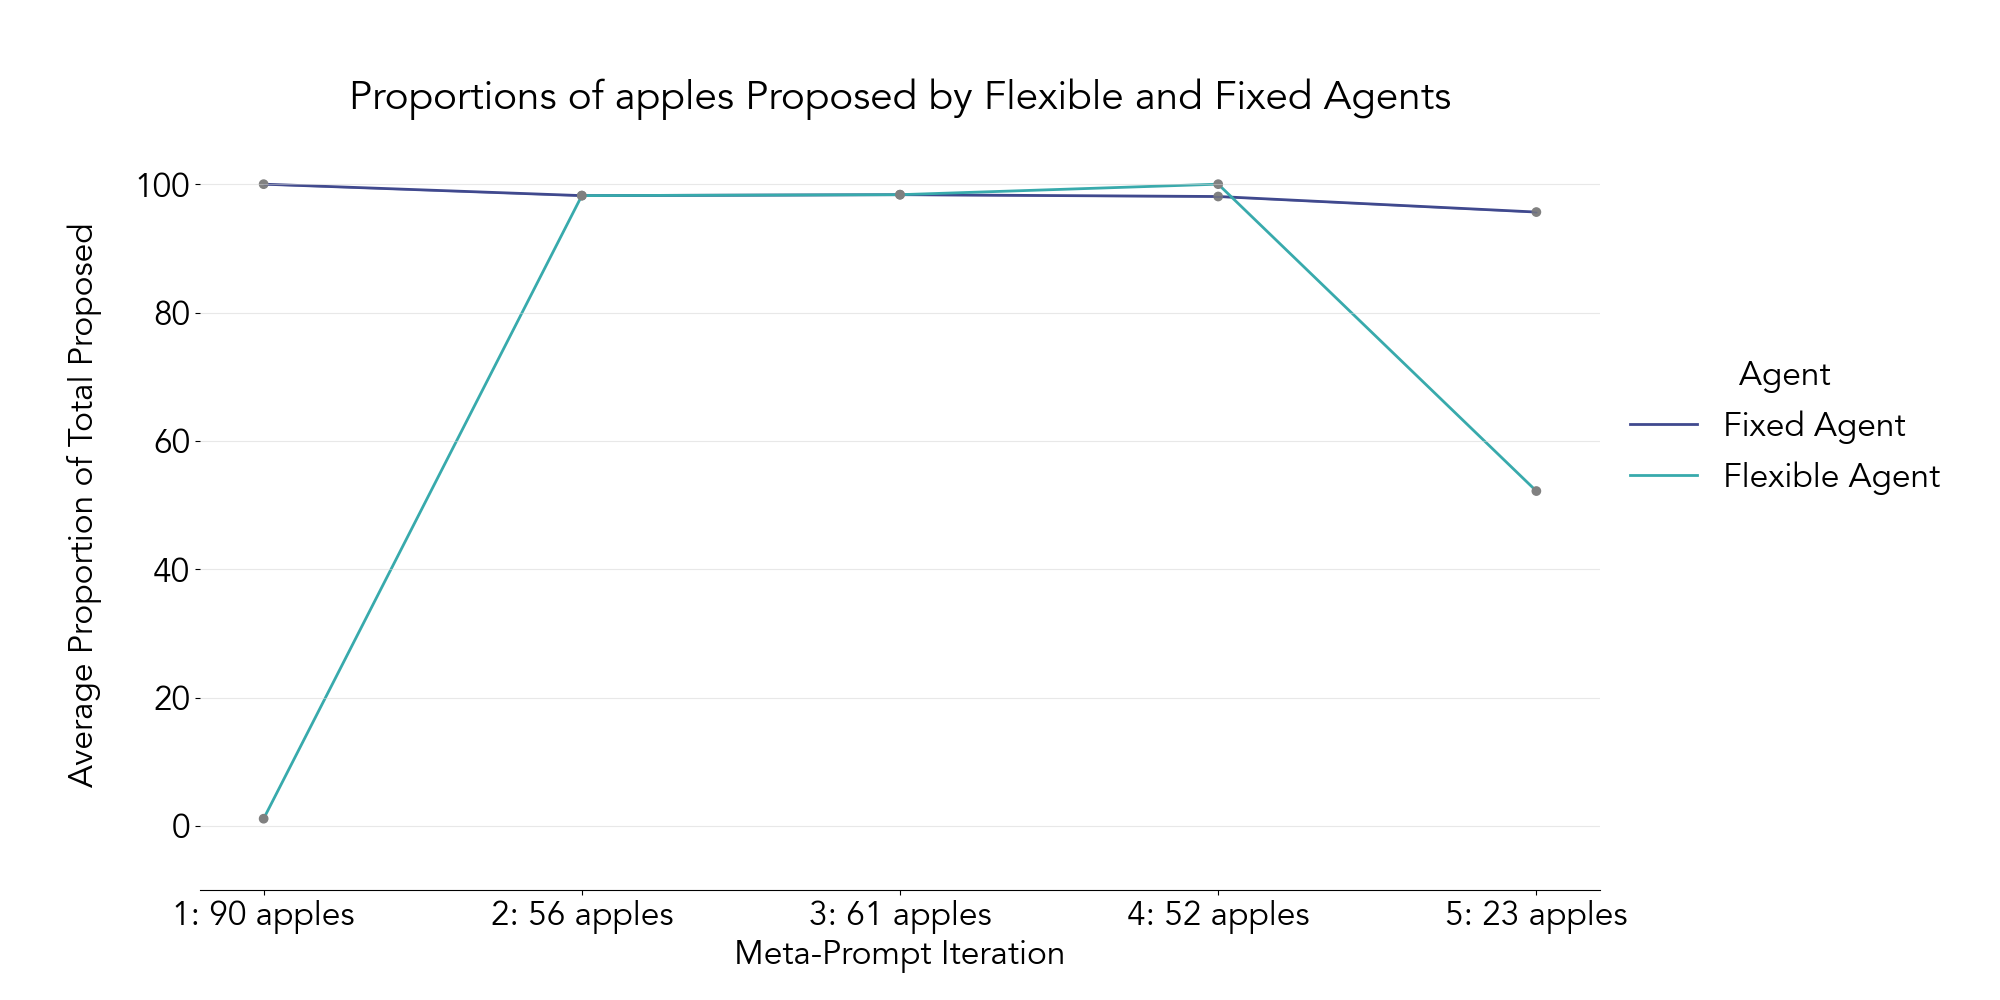 Proportions of apples Proposed by Flexible and Fixed Agents
Average Proportion of Total Proposed
100
80
60
40
20
0
1: 90 apples
2: 56 apples
3: 61 apples
4: 52 apples
5: 23 apples
Meta-Prompt Iteration
Agent
Fixed Agent
Flexible Agent